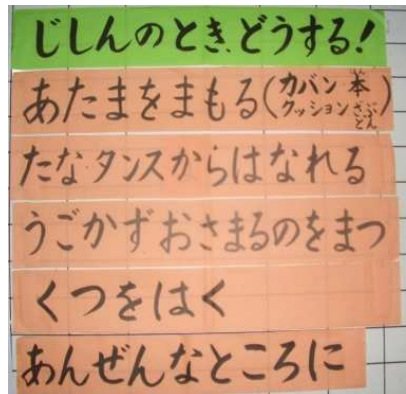 じしんのとき、どうする!
あたまをまもる(カバン 本 クッション ざぶとん)
たなタンスからはなれる
うごかずおさまるのをまつ
くつをはく
あんぜんなところに